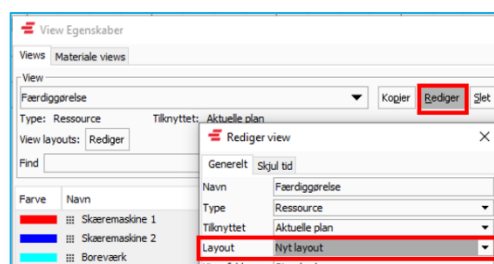 View Egenskaber
Views Materiale views
View
Færdiggørelse Kopier Rediger Slet
Type: Ressource Tilknyttet: Aktuelle plan
View layouts: Rediger
Find
Farve Navn
Skæremaskine 1
Skæremaskine 2
Boreværk
Rediger view
Generelt Skjul tid
Navn Færdiggørelse
Type Ressource
Tilknyttet Aktuelle plan
Layout Nyt layout